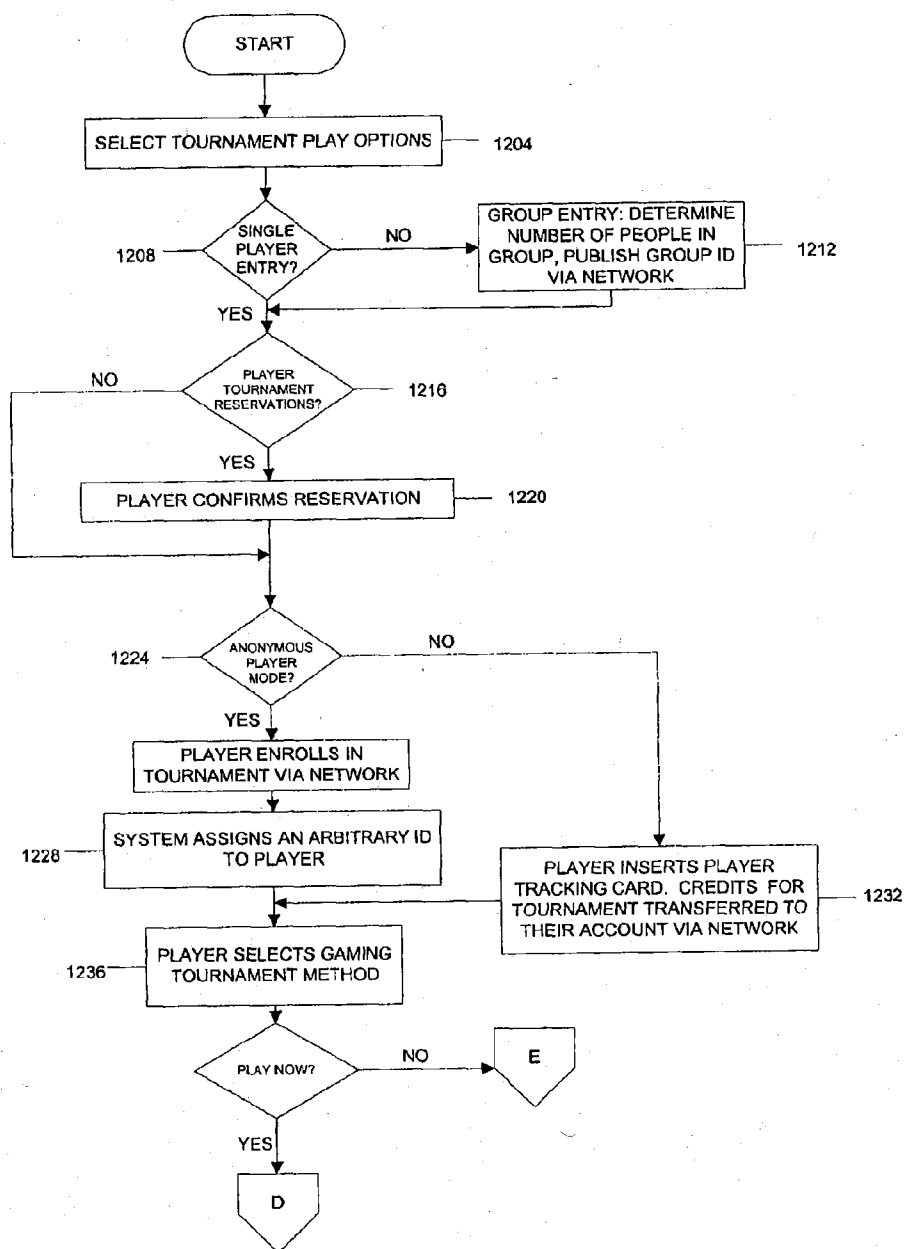 START
SELECT TOURNAMENT PLAY OPTIONS
1204
SINGLE
PLAYER
ENTRY?
1208
NO
GROUP ENTRY: DETERMINE
NUMBER OF PEOPLE IN
GROUP, PUBLISH GROUP ID
VIA NETWORK
1212
YES
PLAYER
TOURNAMENT
RESERVATIONS?
NO
1216
YES
PLAYER CONFIRMS RESERVATION
1220
ANONYMOUS
PLAYER
MODE?
1224
NO
YES
PLAYER ENROLLS IN
TOURNAMENT VIA NETWORK
SYSTEM ASSIGNS AN ARBITRARY ID
TO PLAYER
1228
PLAYER INSERTS PLAYER
TRACKING CARD. CREDITS FOR
TOURNAMENT TRANSFERRED TO
THEIR ACCOUNT VIA NETWORK
1232
PLAYER SELECTS GAMING
TOURNAMENT METHOD
1236
PLAY NOW?
NO
E
YES
D